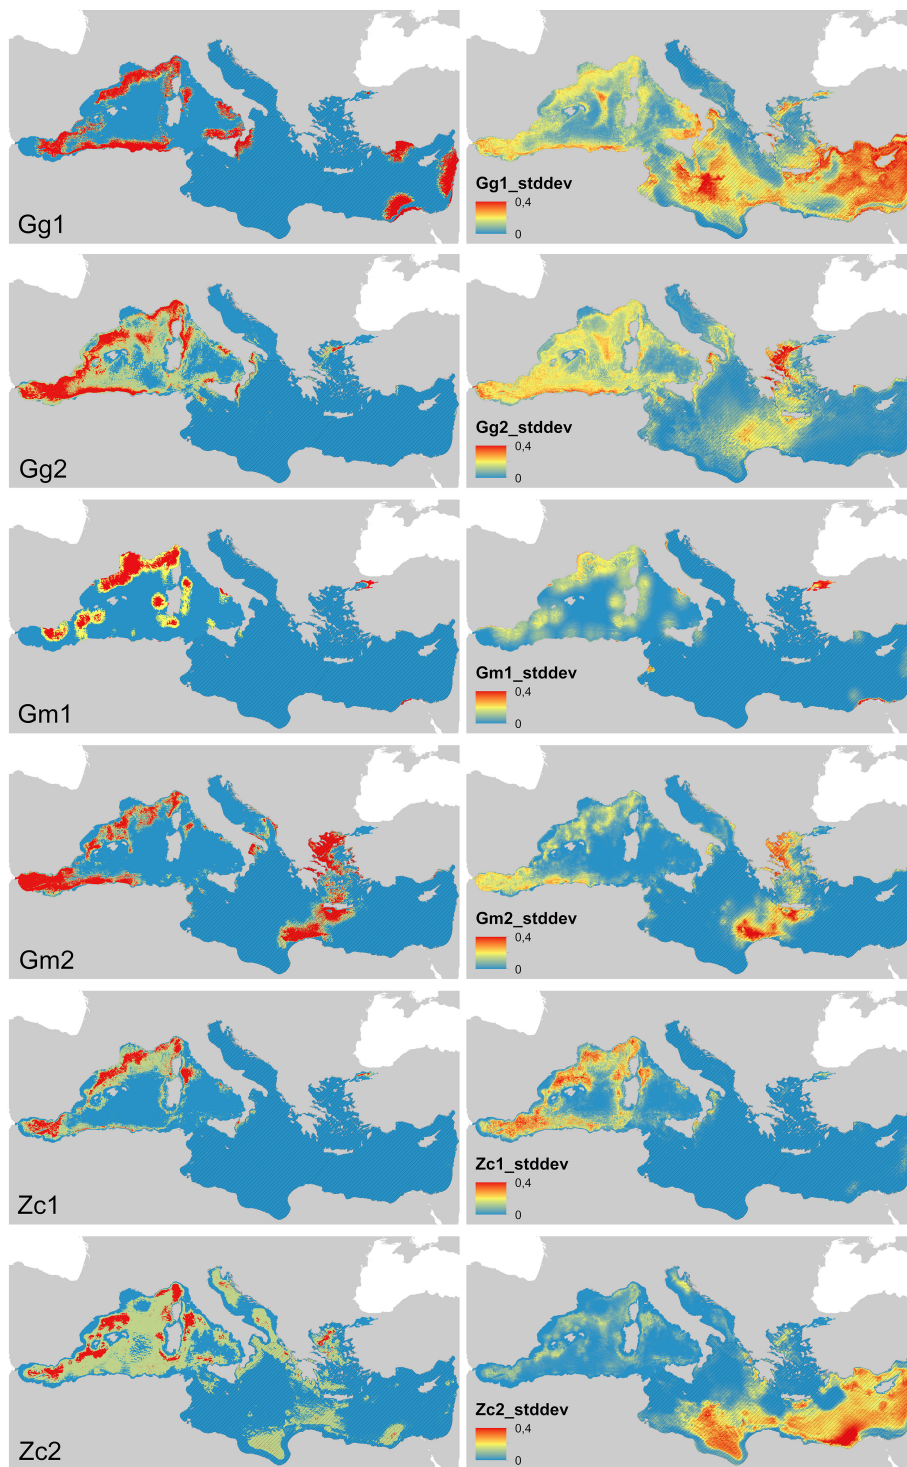 Gg1
Gg1_stddev
0,4
0
Gg2
Gg2_stddev
0,4
0
Gm1
Gm1_stddev
0,4
0
Gm2
Gm2_stddev
0,4
0
Zc1
Zc1_stddev
0,4
0
Zc2
Zc2_stddev
0,4
0